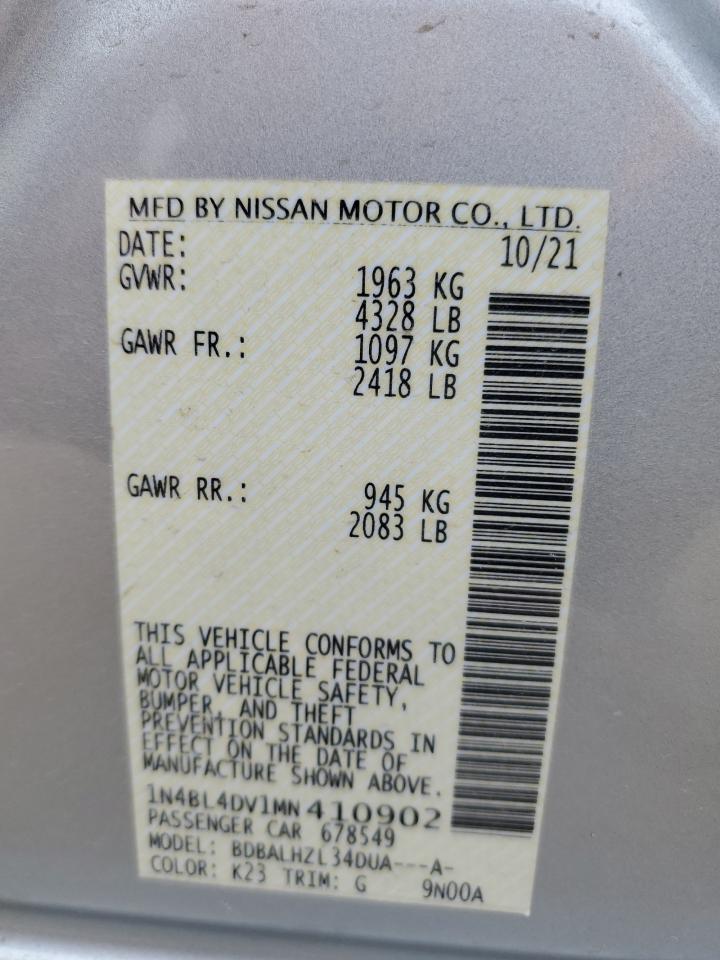 MFD BY NISSAN MOTOR CO., LTD.
DATE: 10/21
GVWR: 1963 KG
4328 LB
GAWR FR.: 1097 KG
2418 LB
GAWR RR.: 945 KG
2083 LB
THIS VEHICLE CONFORMS TO
ALL APPLICABLE FEDERAL
MOTOR VEHICLE SAFETY,
BUMPER, AND THEFT
PREVENTION STANDARDS IN
EFFECT ON THE DATE OF
MANUFACTURE SHOWN ABOVE.
1N4BL4DV1MN 410902
PASSENGER CAR 678549
MODEL: BDBALHZL34DUA---A-
COLOR: K23 TRIM: G 9N00A